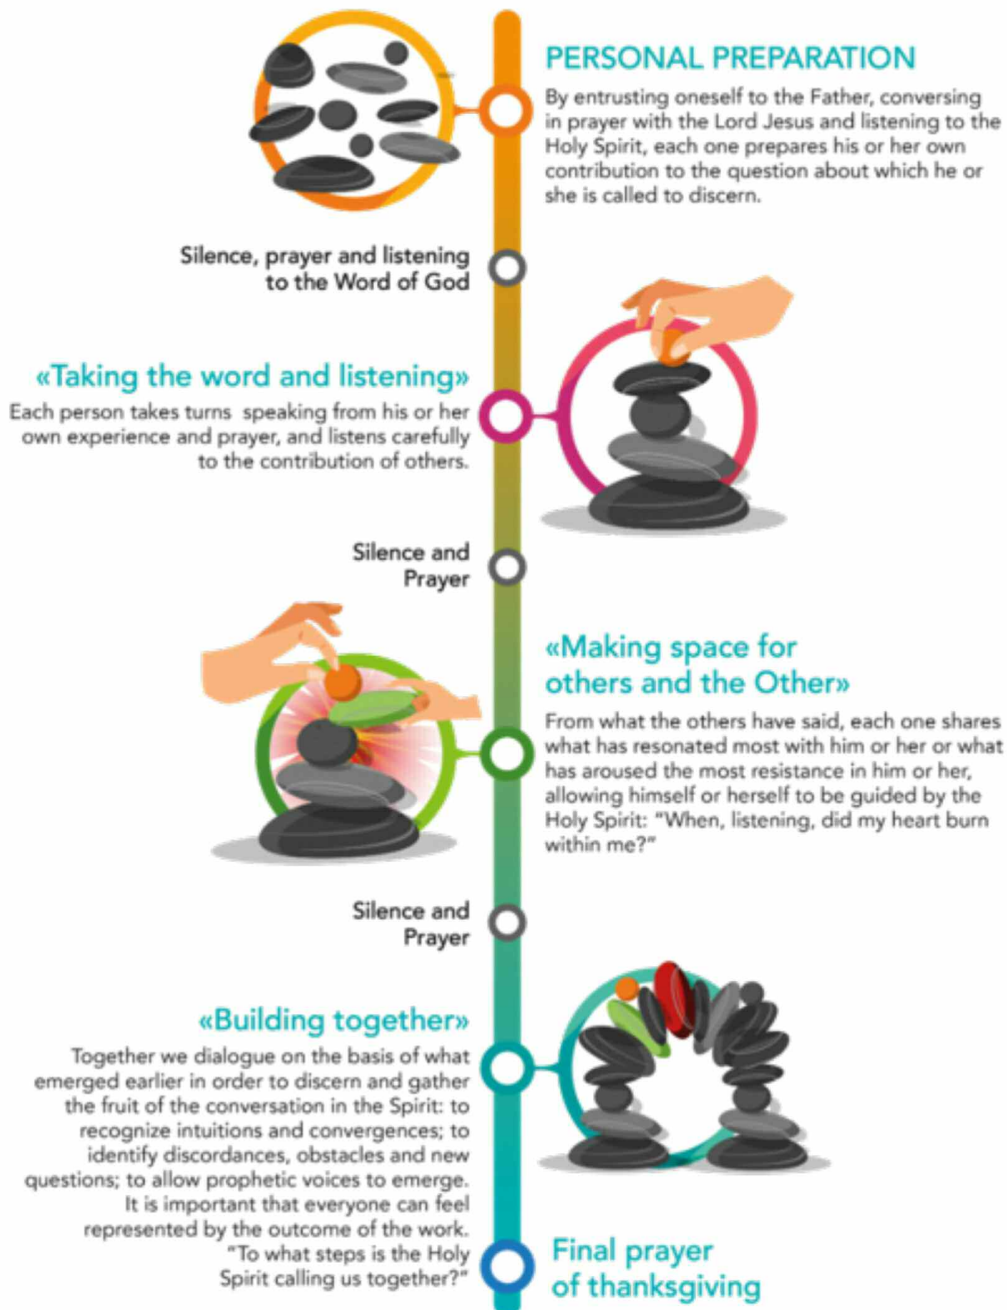 PERSONAL PREPARATION
By entrusting oneself to the Father, conversing
in prayer with the Lord Jesus and listening to the
Holy Spirit, each one prepares his or her own
contribution to the question about which he or
she is called to discern.
Silence, prayer and listening
to the Word of God
«Taking the word and listening»
Each person takes turns speaking from his or her
own experience and prayer, and listens carefully
to the contribution of others.
Silence and
Prayer
«Making space for
others and the Other»
From what the others have said, each one shares
what has resonated most with him or her or what
has aroused the most resistance in him or her,
allowing himself or herself to be guided by the
Holy Spirit: "When, listening, did my heart burn
within me?"
Silence and
Prayer
«Building together»
Together we dialogue on the basis of what
emerged earlier in order to discern and gather
the fruit of the conversation in the Spirit: to
recognize intuitions and convergences; to
identify discordances, obstacles and new
questions; to allow prophetic voices to emerge.
It is important that everyone can feel
represented by the outcome of the work.
"To what steps is the Holy
Spirit calling us together?"
Final prayer
of thanksgiving